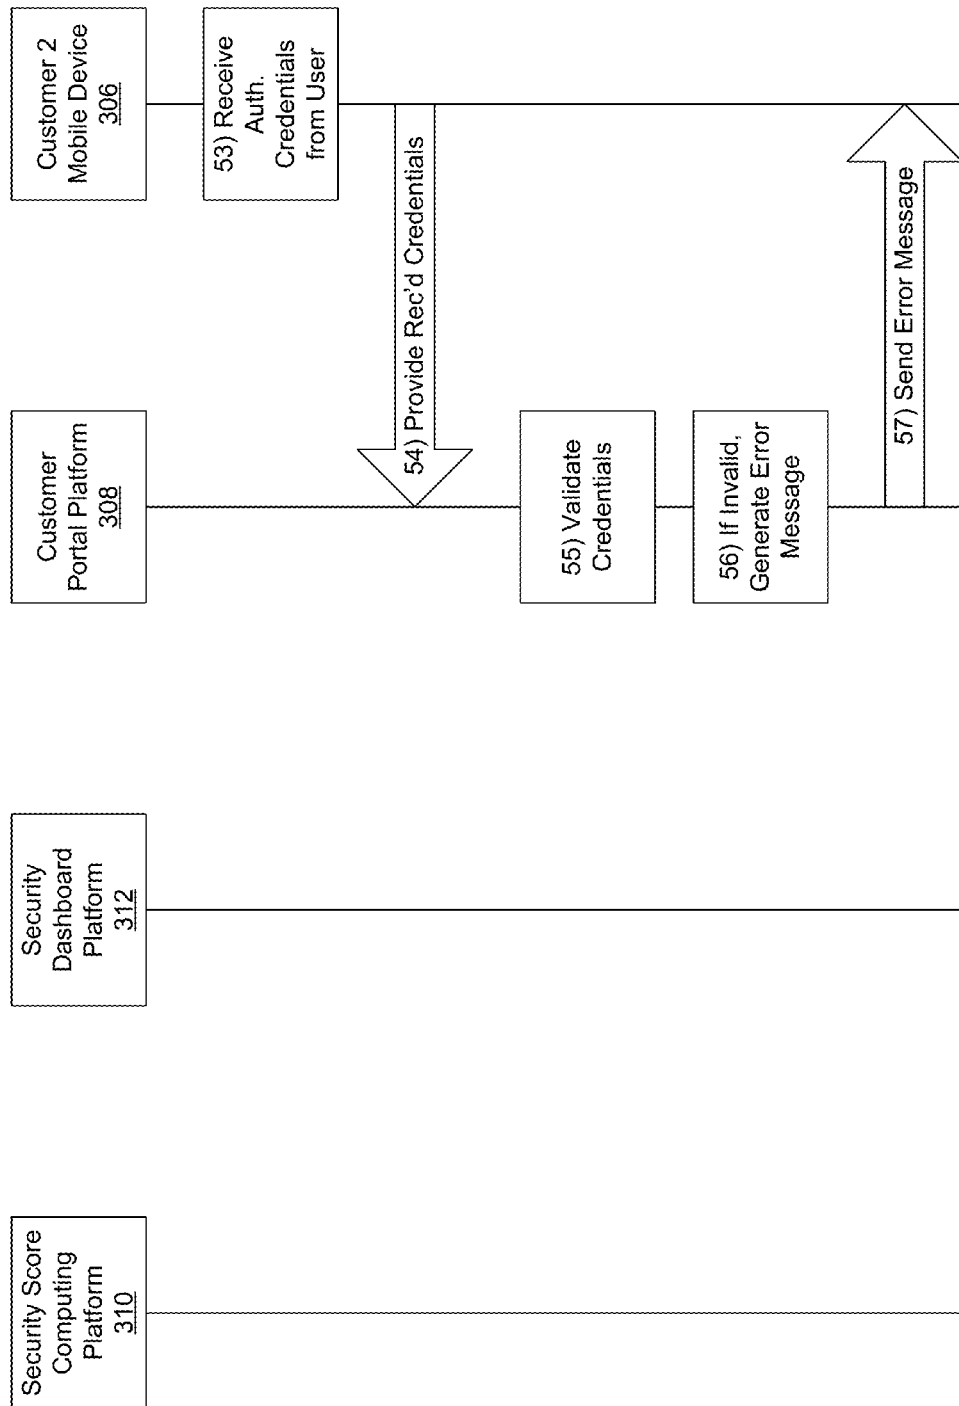 Security Score
Computing
Platform
310
Security
Dashboard
Platform
312
Customer
Portal Platform
308
Customer 2
Mobile Device
306
53) Receive
Auth.
Credentials
from User
54) Provide Rec'd Credentials
55) Validate
Credentials
56) If Invalid,
Generate Error
Message
57) Send Error Message